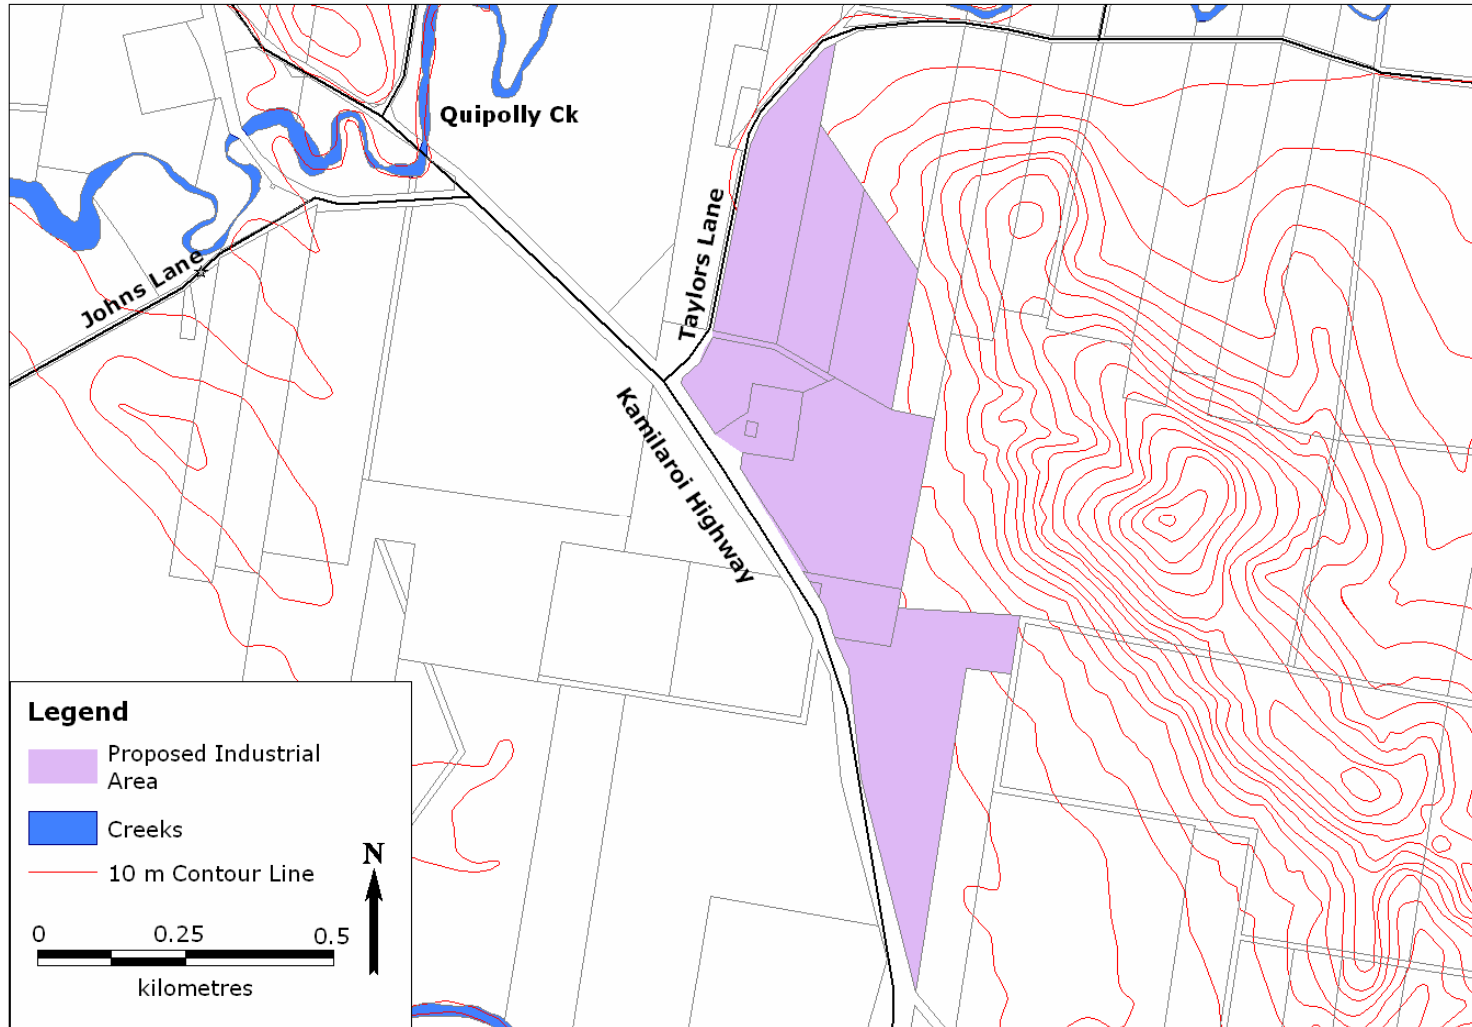 Quipolly Ck
Taylors Lane
Johns Lane
Kamilaroi Highway
Legend
Proposed Industrial
Area
Creeks
10 m Contour Line
N
0 0.25 0.5
kilometres